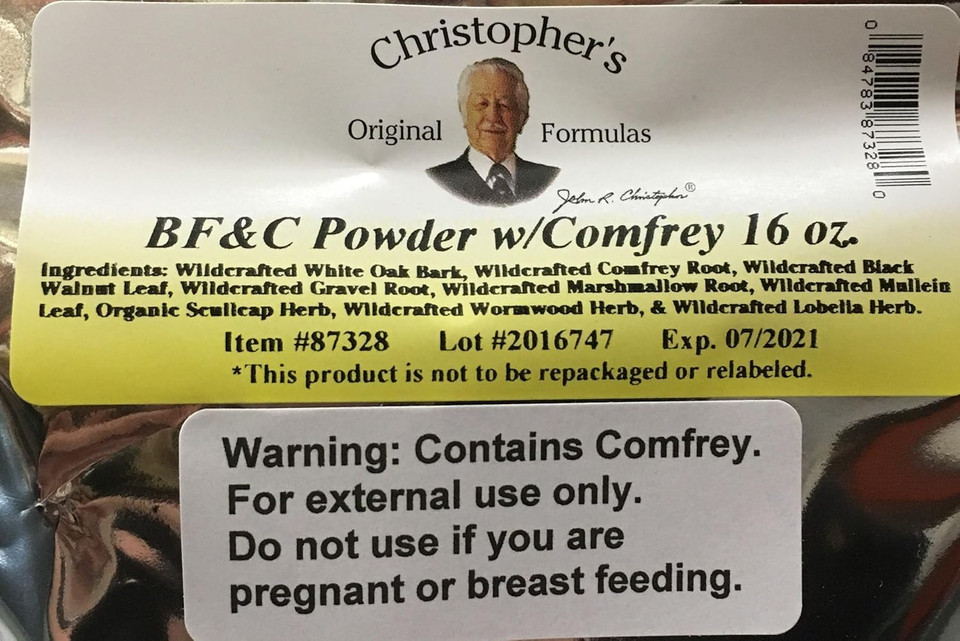 Christopher's
Original Formulas
John R. Christopher®
BF&C Powder w/Comfrey 16 oz.
Ingredients: Wildcrafted White Oak Bark, Wildcrafted Comfrey Root, Wildcrafted Black
Walnut Leaf, Wildcrafted Gravel Root, Wildcrafted Marshmallow Root, Wildcrafted Mullein
Leaf, Organic Scullcap Herb, Wildcrafted Wormwood Herb, & Wildcrafted Lobelia Herb.
Item #87328 Lot #2016747 Exp. 07/2021
*This product is not to be repackaged or relabeled.
0 84783 87328 0
Warning: Contains Comfrey.
For external use only.
Do not use if you are
pregnant or breast feeding.